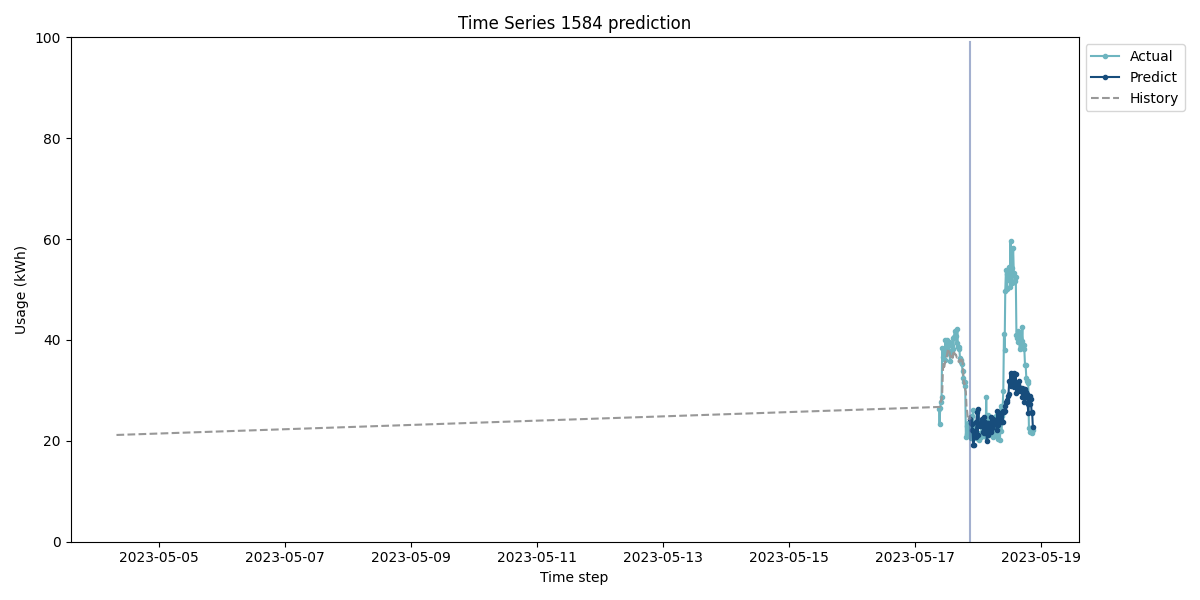 Time Series 1584 prediction
100
80
60
40
20
0
Usage (kWh)
2023-05-05 2023-05-07 2023-05-09 2023-05-11 2023-05-13 2023-05-15 2023-05-17 2023-05-19
Time step
Actual
Predict
History